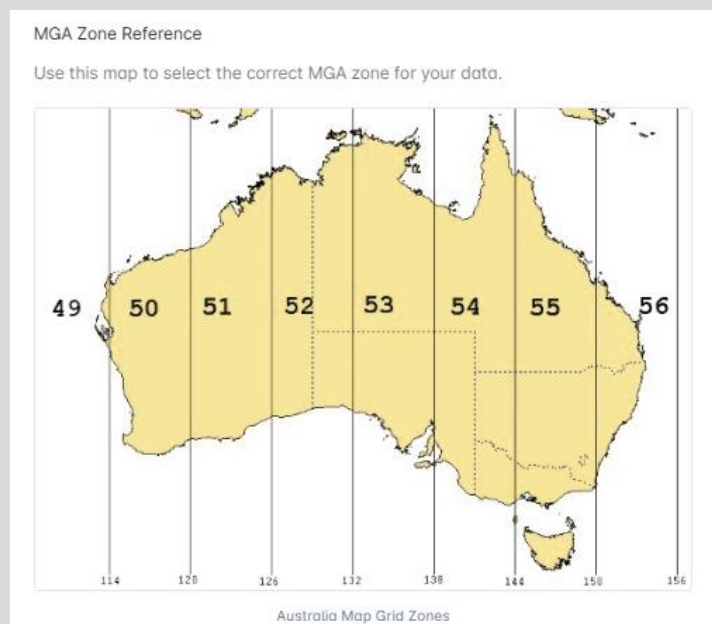 MGA Zone Reference
Use this map to select the correct MGA zone for your data.
49 50 51 52 53 54 55 56
114 120 126 132 138 144 150 156
Australia Map Grid Zones